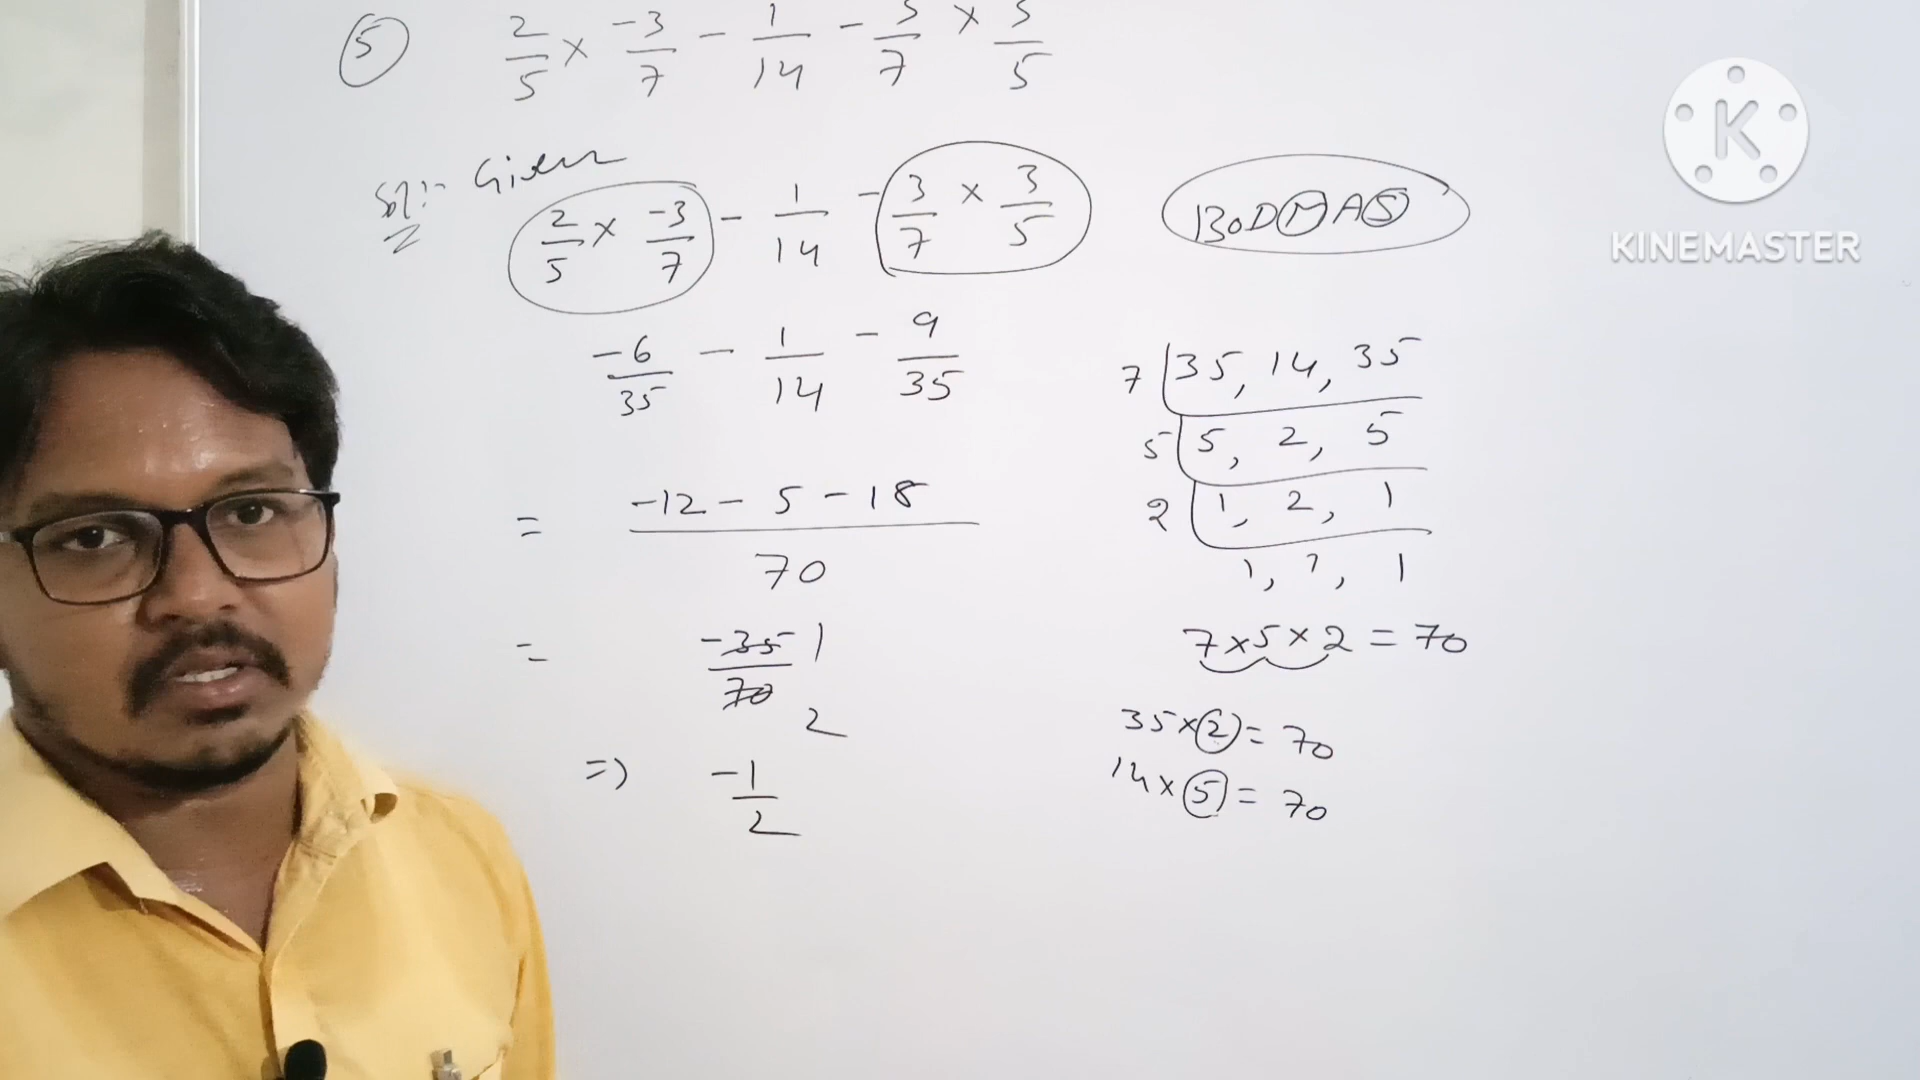 5 2/5 × -3/7 - 1/14 - 3/7 × 3/5
Sol:- Given
2/5 × -3/7 - 1/14 - 3/7 × 3/5
BODMAS
K
KINEMASTER
-6/35 - 1/14 - 9/35
= -12 - 5 - 18 / 70
= -35/70 1/2
=) -1/2
7 | 35, 14, 35
5 | 5, 2, 5
2 | 1, 2, 1
1, 1, 1
7 × 5 × 2 = 70
35 × 2 = 70
14 × 5 = 70